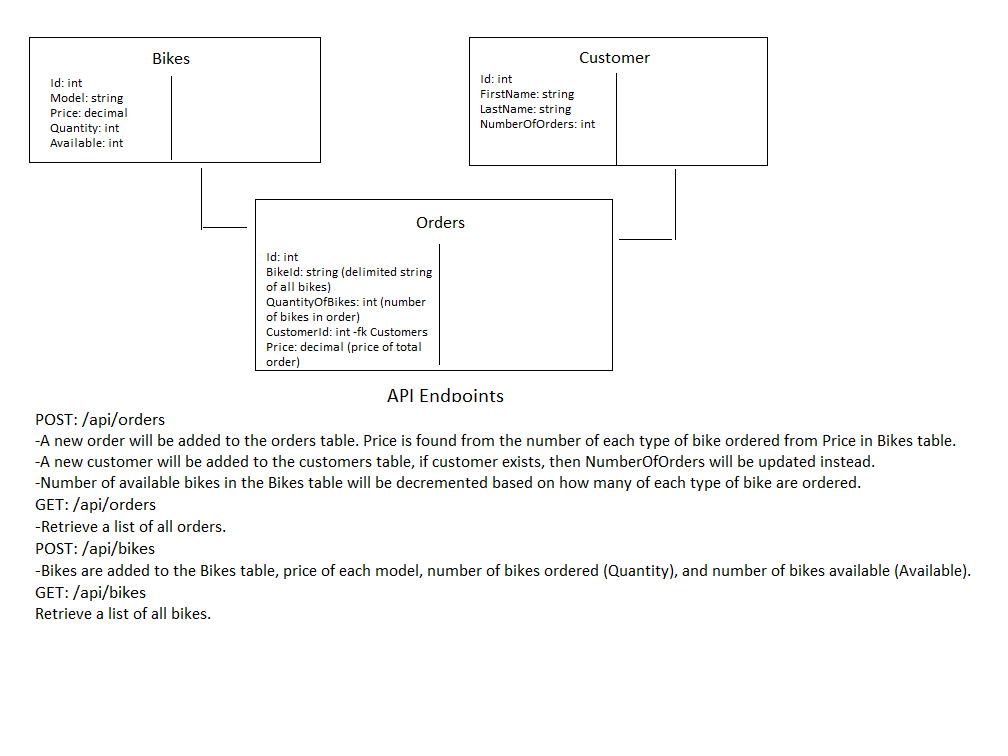 Bikes
Id: int
Model: string
Price: decimal
Quantity: int
Available: int
Customer
Id: int
FirstName: string
LastName: string
NumberOfOrders: int
Orders
Id: int
BikeId: string (delimited string
of all bikes)
QuantityOfBikes: int (number
of bikes in order)
CustomerId: int -fk Customers
Price: decimal (price of total
order)
API Endpoints
POST: /api/orders
-A new order will be added to the orders table. Price is found from the number of each type of bike ordered from Price in Bikes table.
-A new customer will be added to the customers table, if customer exists, then NumberOfOrders will be updated instead.
-Number of available bikes in the Bikes table will be decremented based on how many of each type of bike are ordered.
GET: /api/orders
-Retrieve a list of all orders.
POST: /api/bikes
-Bikes are added to the Bikes table, price of each model, number of bikes ordered (Quantity), and number of bikes available (Available).
GET: /api/bikes
Retrieve a list of all bikes.